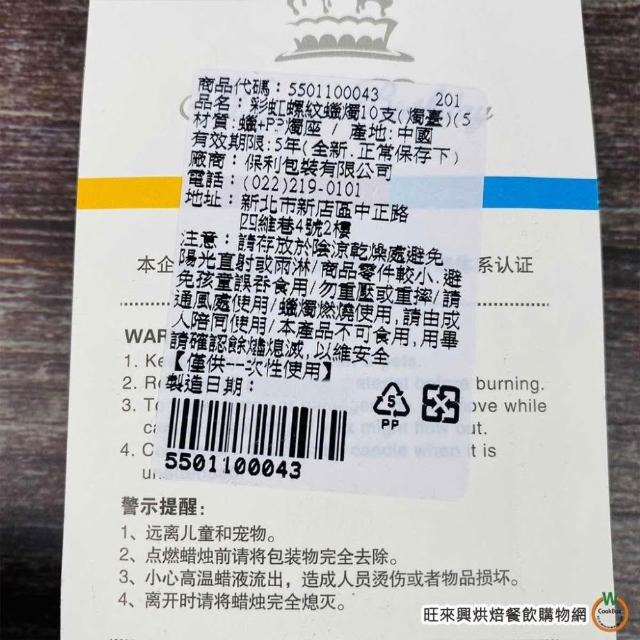 商品代碼：5501100043 201
品名：彩虹螺紋蠟燭10支(燭臺)(5
材質：蠟+PP燭座 / 產地：中國
有效期限：5年(全新.正常保存下)
廠商：保利包裝有限公司
電話：(022)219-0101
地址：新北市新店區中正路
四維巷4號2樓
注意：請存放於陰涼乾燥處避免
陽光直射或雨淋/商品零件較小.避
免孩童誤吞食用/勿重壓或重摔/請
通風處使用/蠟燭燃燒使用,請由成
人陪同使用/本產品不可食用,用畢
請確認餘燼熄滅,以維安全
【僅供一次性使用】
製造日期：
5501100043
5
PP
本企
系认证
WAR
1. Ke
2. Re burning.
3. To ove while
out.
4. C candle when it is
un
警示提醒：
1、远离儿童和宠物。
2、点燃蜡烛前请将包装物完全去除。
3、小心高温蜡液流出，造成人员烫伤或者物品损坏。
4、离开时请将蜡烛完全熄灭。
旺來興烘焙餐飲購物網
W
CookBox